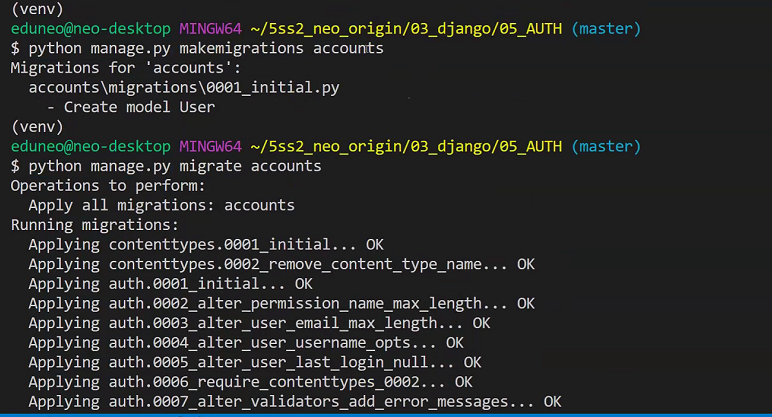 (venv)
eduneo@neo-desktop MINGW64 ~/5ss2_neo_origin/03_django/05_AUTH (master)
$ python manage.py makemigrations accounts
Migrations for 'accounts':
  accounts\migrations\0001_initial.py
    - Create model User
(venv)
eduneo@neo-desktop MINGW64 ~/5ss2_neo_origin/03_django/05_AUTH (master)
$ python manage.py migrate accounts
Operations to perform:
  Apply all migrations: accounts
Running migrations:
  Applying contenttypes.0001_initial... OK
  Applying contenttypes.0002_remove_content_type_name... OK
  Applying auth.0001_initial... OK
  Applying auth.0002_alter_permission_name_max_length... OK
  Applying auth.0003_alter_user_email_max_length... OK
  Applying auth.0004_alter_user_username_opts... OK
  Applying auth.0005_alter_user_last_login_null... OK
  Applying auth.0006_require_contenttypes_0002... OK
  Applying auth.0007_alter_validators_add_error_messages... OK